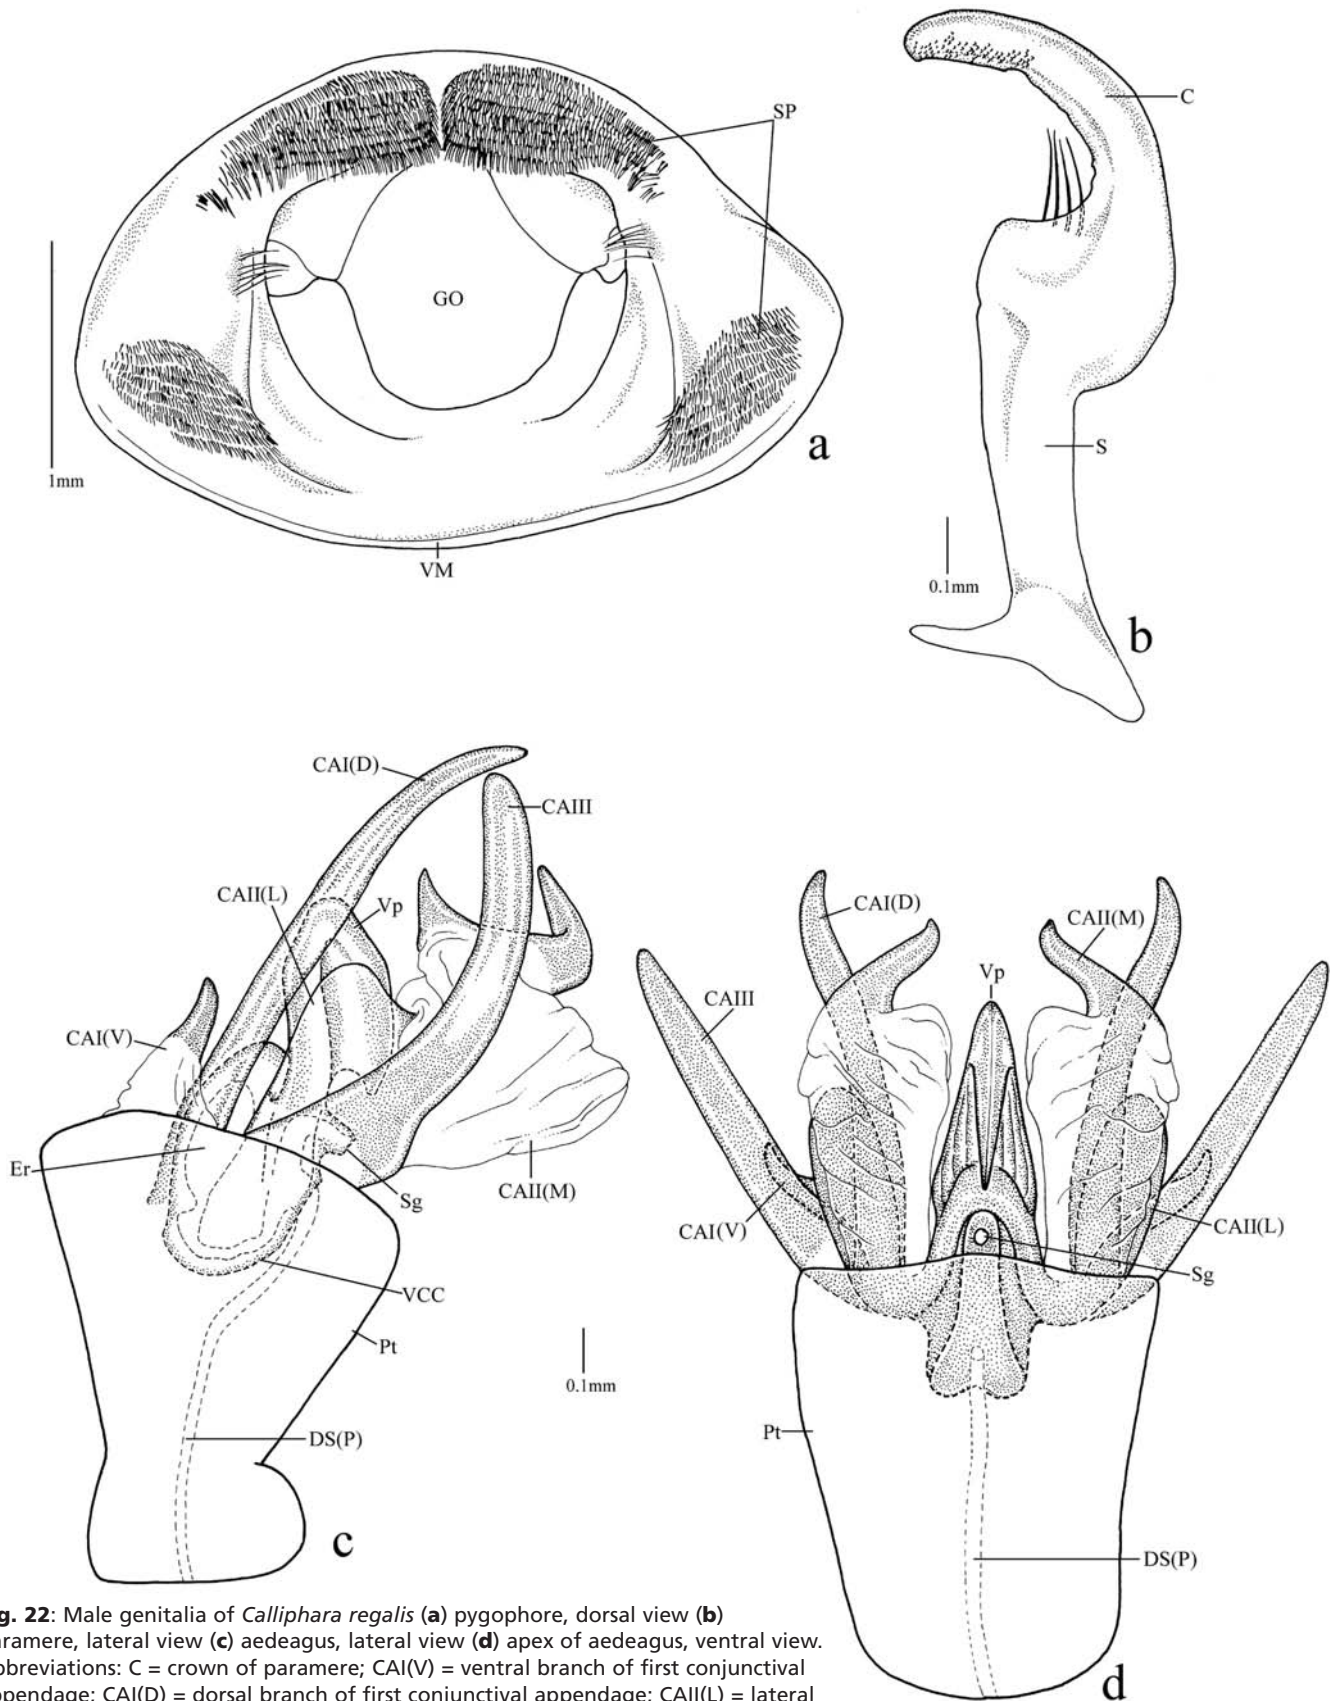 SP
C
GO
1mm
a
VM
S
0.1mm
b
CAI(D)
CAIII
CAII(L)
Vp
CAI(V)
Er
Sg
CAII(M)
VCC
Pt
0.1mm
DS(P)
c
CAI(D)
CAII(M)
Vp
CAIII
CAI(V)
CAII(L)
Sg
Pt
DS(P)
d
g. 22: Male genitalia of Calliphara regalis (a) pygophore, dorsal view (b)
aramere, lateral view (c) aedeagus, lateral view (d) apex of aedeagus, ventral view.
bbreviations: C = crown of paramere; CAI(V) = ventral branch of first conjunctival
ppendage; CAI(D) = dorsal branch of first conjunctival appendage; CAII(L) = lateral